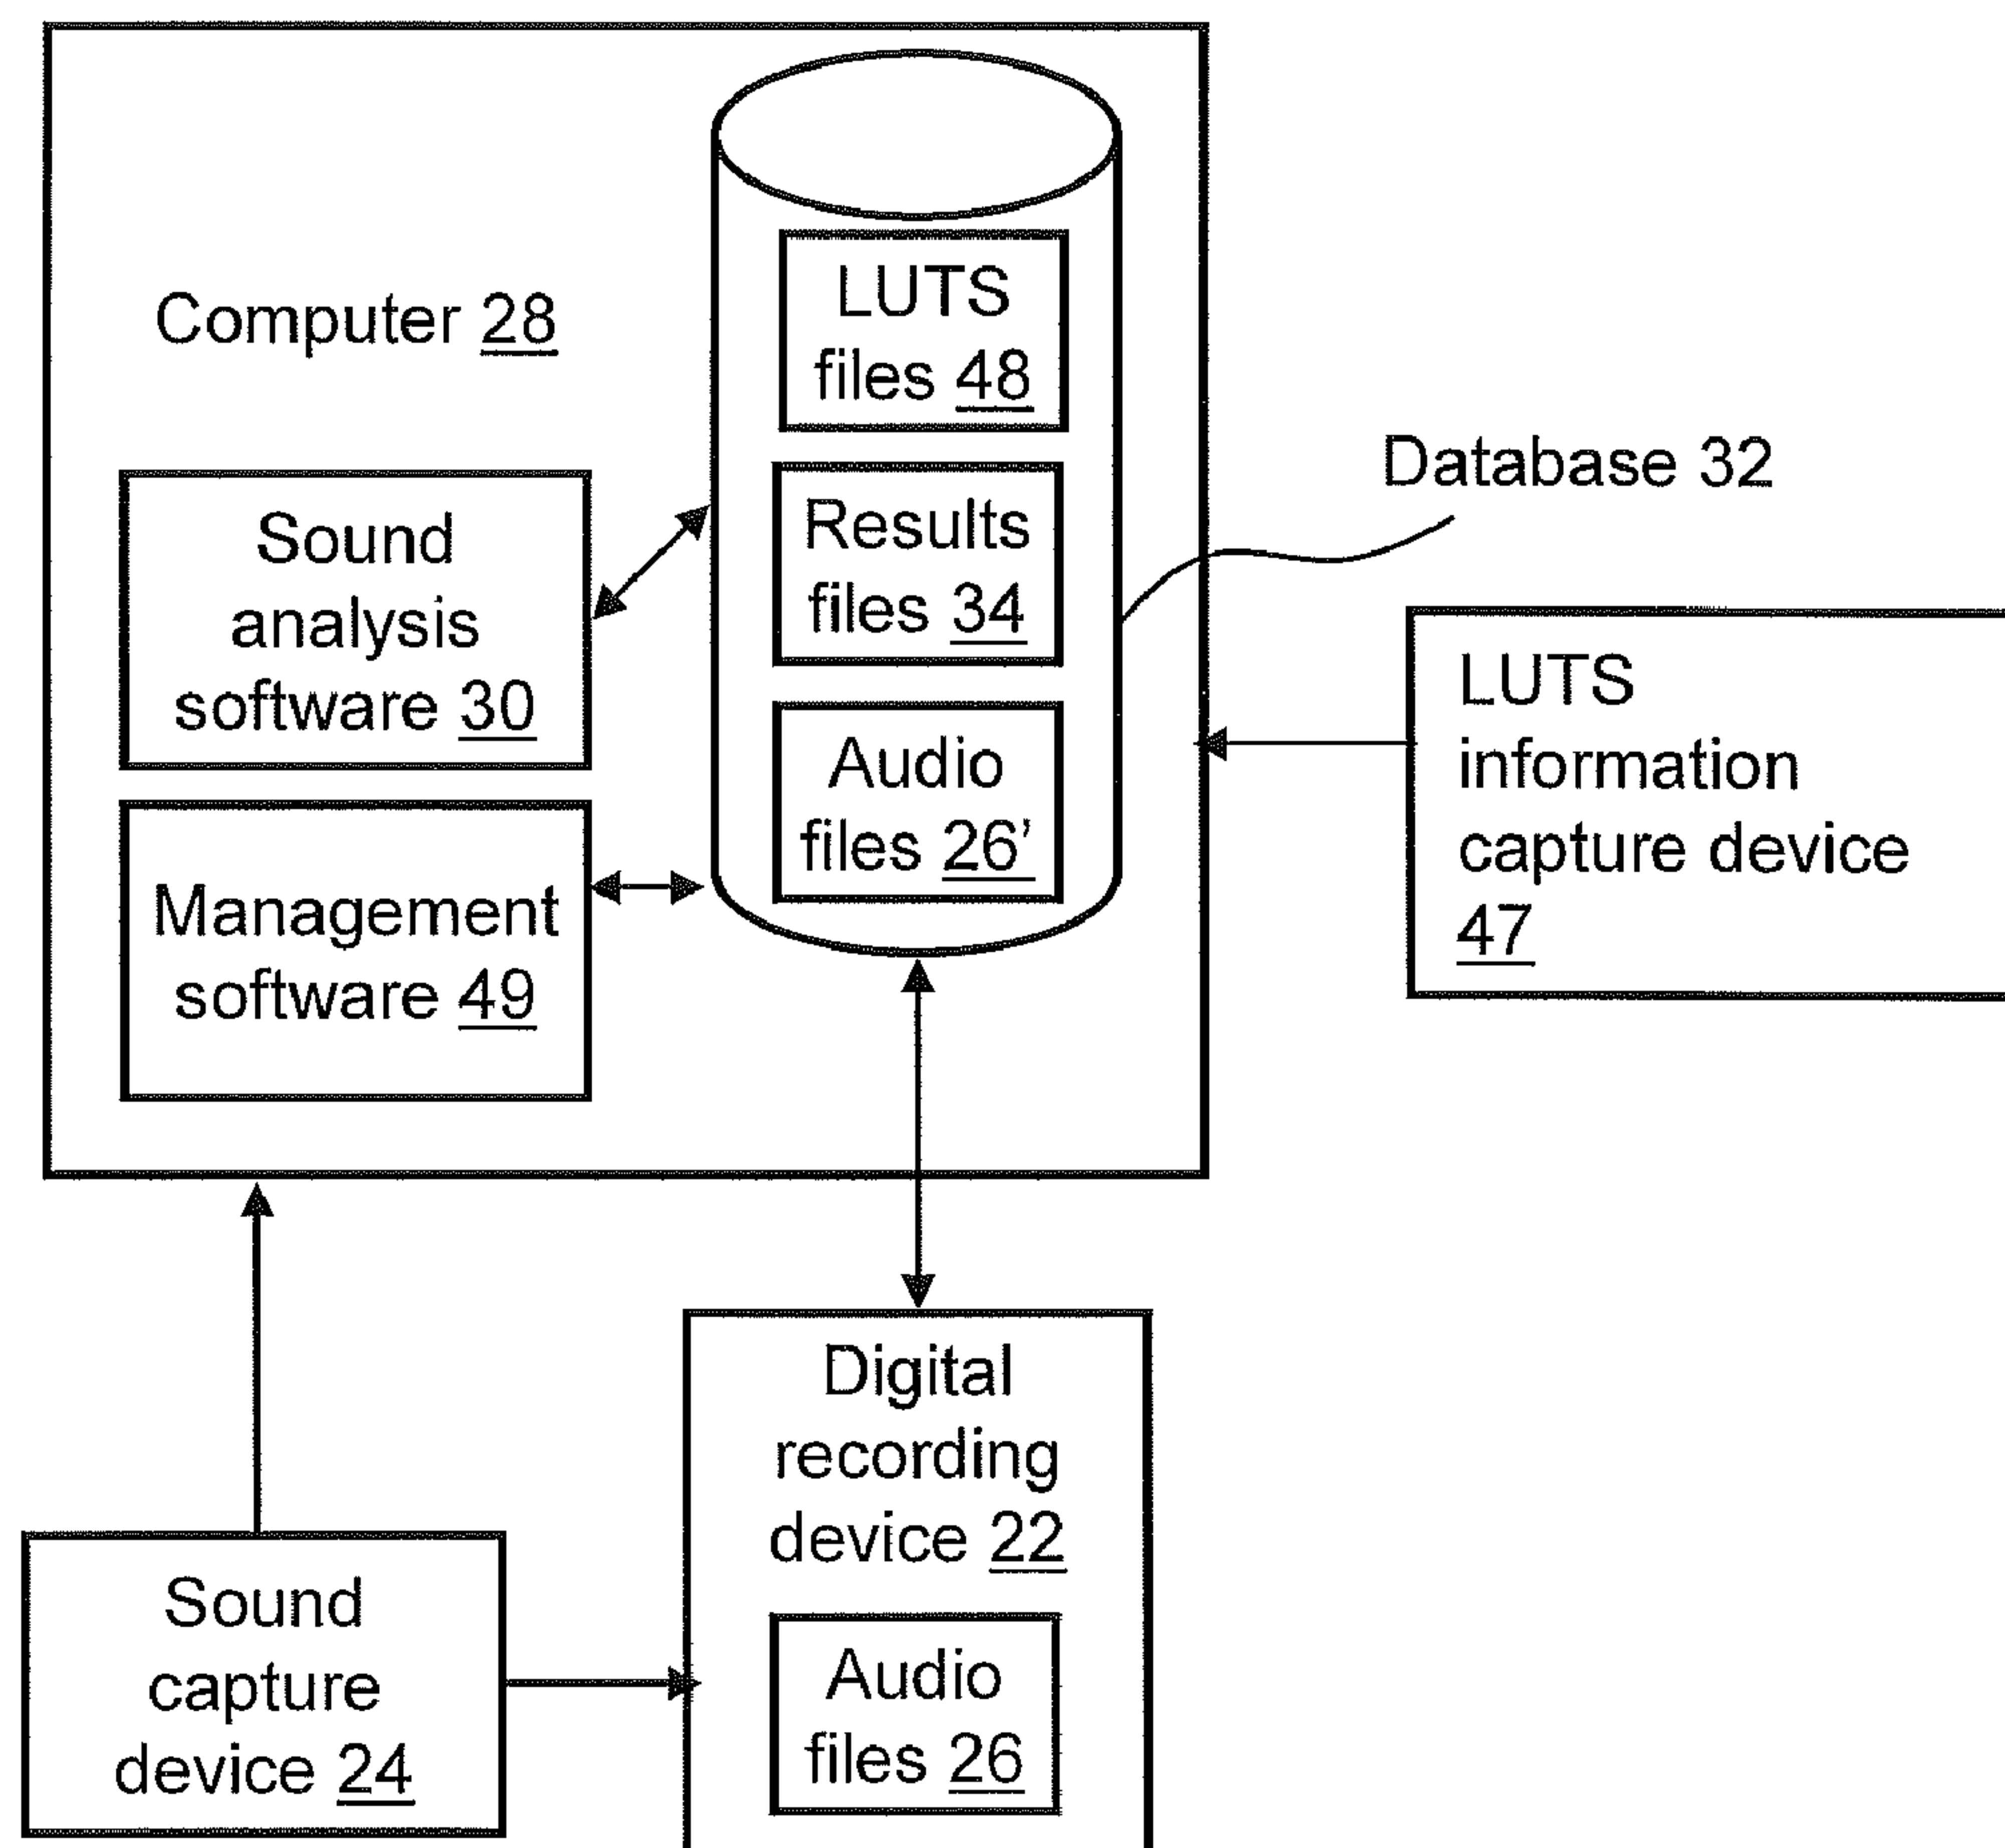 Computer 28
LUTS
files 48
Results
files 34
Audio
files 26’
Sound
analysis
software 30
Management
software 49
Database 32
LUTS
information
capture device
47
Digital
recording
device 22
Audio
files 26
Sound
capture
device 24